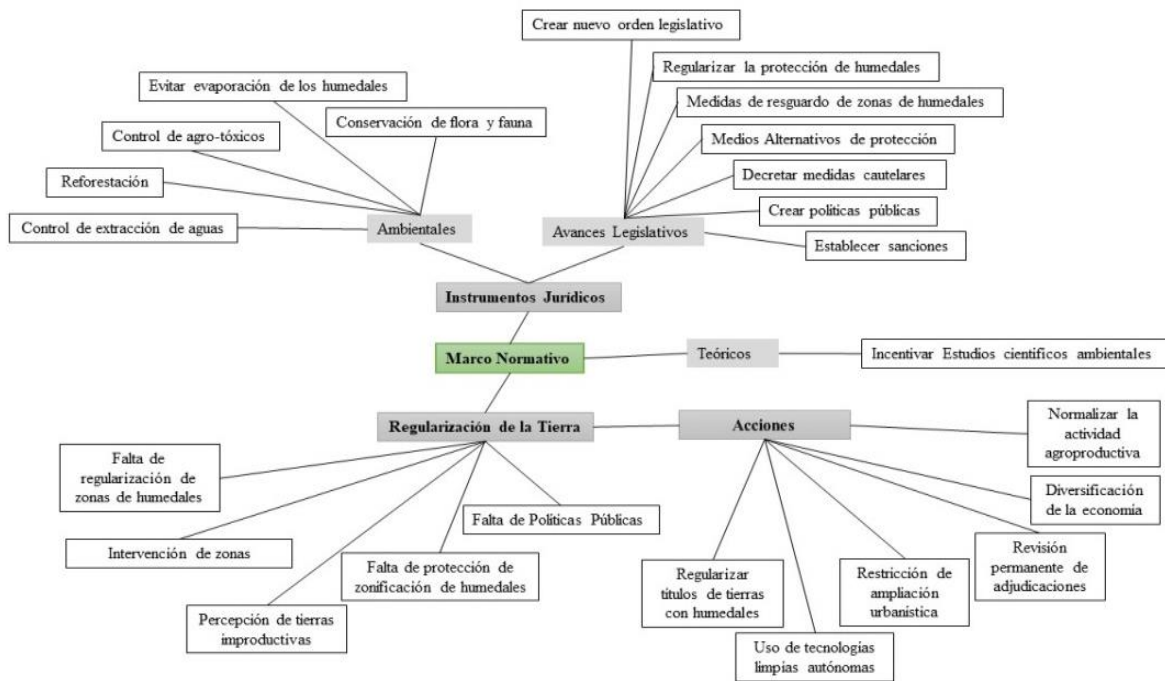 Crear nuevo orden legislativo
Regularizar la protección de humedales
Evitar evaporación de los humedales
Medidas de resguardo de zonas de humedales
Conservación de flora y fauna
Control de agro-tóxicos
Medios Alternativos de protección
Reforestación
Decretar medidas cautelares
Crear políticas públicas
Control de extracción de aguas
Ambientales
Avances Legislativos
Establecer sanciones
Instrumentos Jurídicos
Marco Normativo
Teóricos
Incentivar Estudios científicos ambientales
Regularización de la Tierra
Acciones
Normalizar la
actividad
agroproductiva
Falta de
regularización de
zonas de humedales
Diversificación
de la economía
Falta de Políticas Públicas
Intervención de zonas
Revisión
permanente de
adjudicaciones
Falta de protección de
zonificación de humedales
Regularizar
títulos de tierras
con humedales
Restricción de
ampliación
urbanística
Percepción de tierras
improductivas
Uso de tecnologías
limpias autónomas